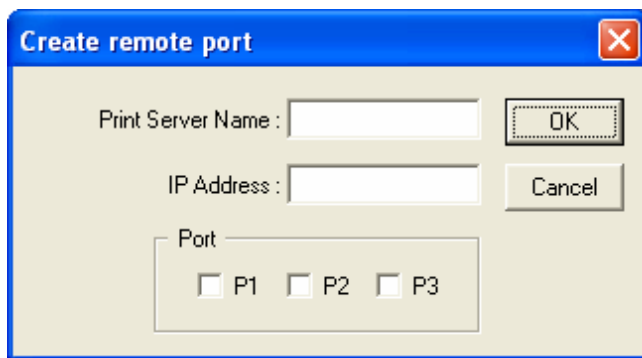 Create remote port
Print Server Name :
OK
IP Address :
Cancel
Port
P1 P2 P3